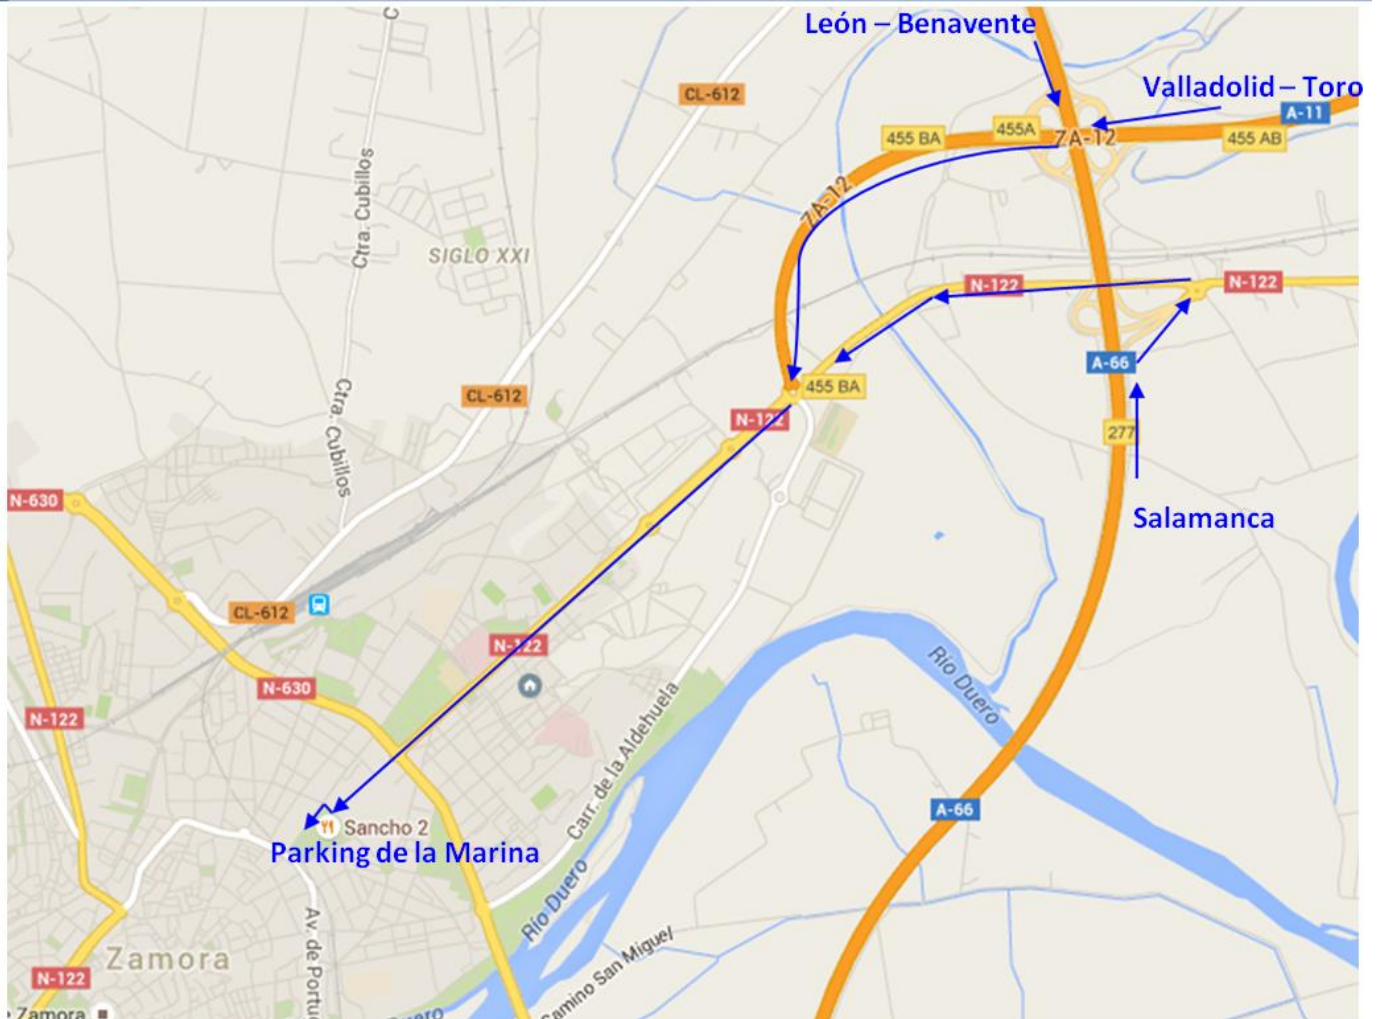 León – Benavente
C
CL-612
Valladolid – Toro
A-11
455A
455 BA
ZA-12
455 AB
Ctra. Cubillos
ZA-12
SIGLO XXI
N-122
N-122
A-66
455 BA
CL-612
N-122
Ctra. Cubillos
277
N-630
Salamanca
CL-612
N-122
Río Duero
N-630
N-122
Carr. de la Aldehuela
A-66
Sancho 2
Parking de la Marina
Río Duero
Av. de Portug
Zamora
Camino San Miguel
N-122
Zamora
Duero